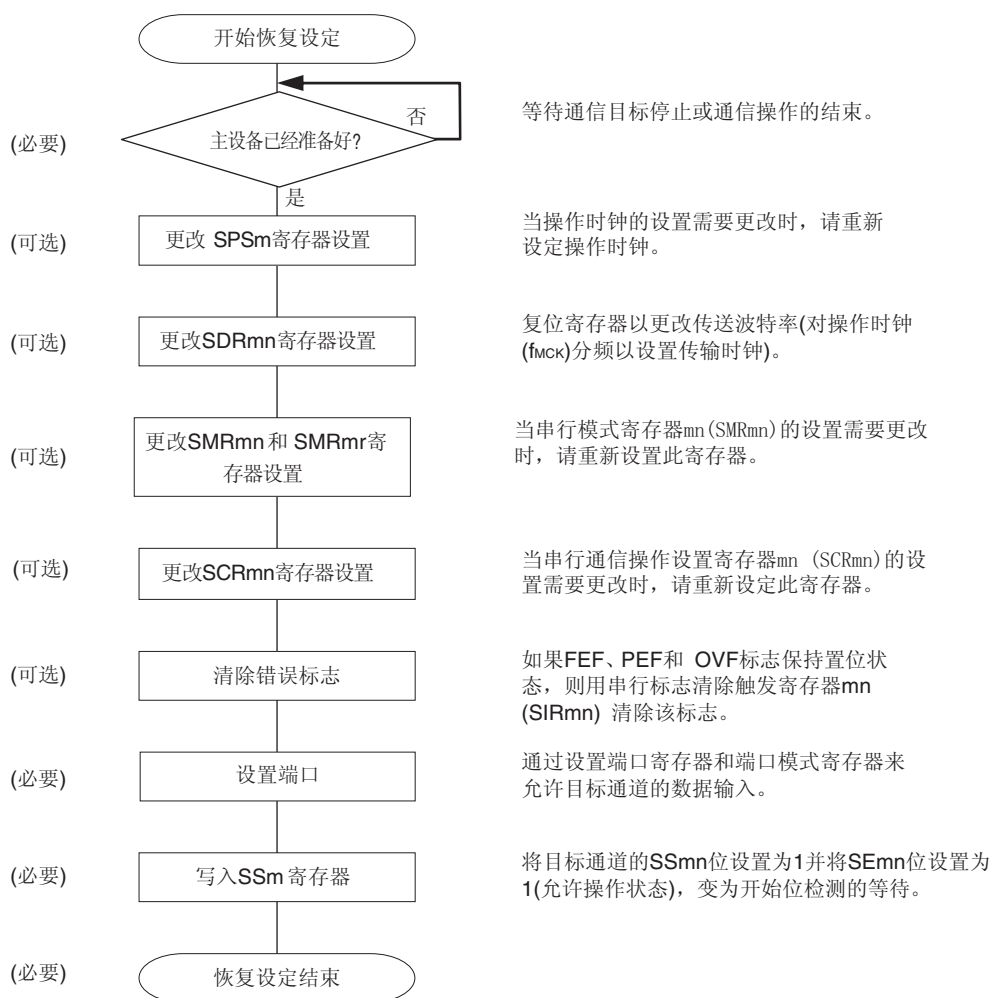 开始恢复设定
否
等待通信目标停止或通信操作的结束。
(必要)
主设备已经准备好?
是
(可选)
更改 SPSm寄存器设置
当操作时钟的设置需要更改时，请重新
设定操作时钟。
(可选)
更改SDRmn寄存器设置
复位寄存器以更改传送波特率(对操作时钟
(fMCK)分频以设置传输时钟)。
(可选)
更改SMRmn 和 SMRmr寄
存器设置
当串行模式寄存器mn(SMRmn)的设置需要更改
时，请重新设置此寄存器。
(可选)
更改SCRmn寄存器设置
当串行通信操作设置寄存器mn (SCRmn)的设
置需要更改时，请重新设定此寄存器。
(可选)
清除错误标志
如果FEF、PEF和 OVF标志保持置位状
态，则用串行标志清除触发寄存器mn
(SIRmn) 清除该标志。
(必要)
设置端口
通过设置端口寄存器和端口模式寄存器来
允许目标通道的数据输入。
(必要)
写入SSm 寄存器
将目标通道的SSmn位设置为1并将SEmn位设置为
1(允许操作状态)，变为开始位检测的等待。
(必要)
恢复设定结束